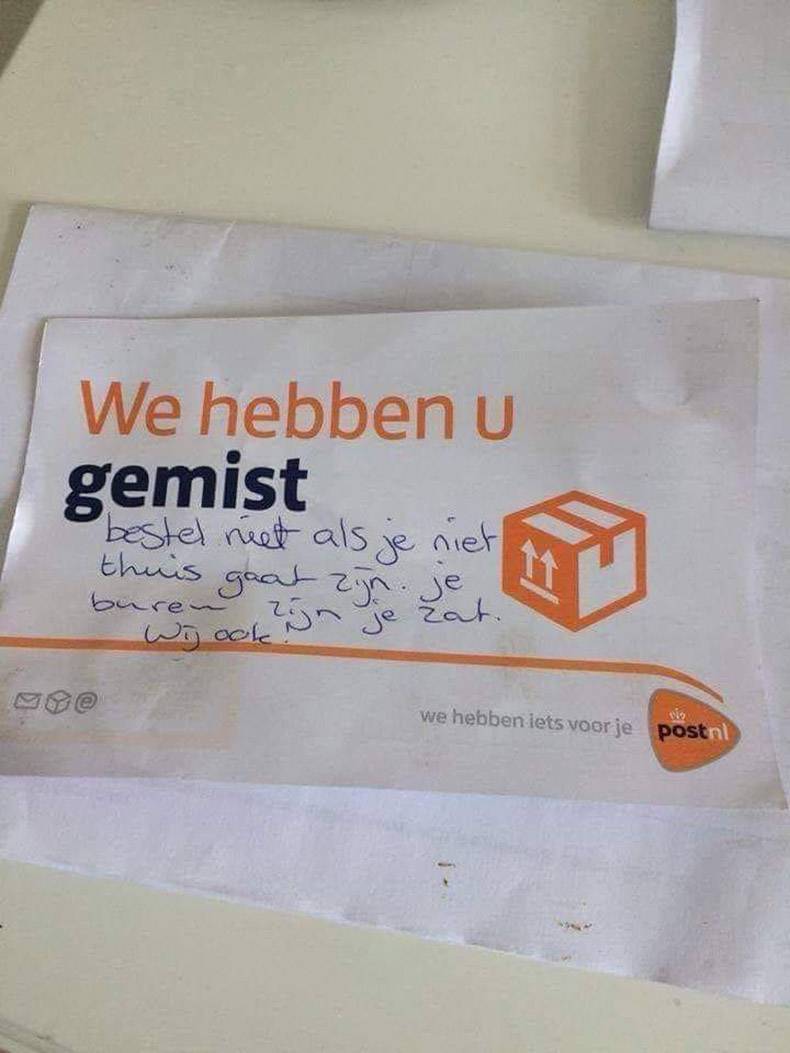 We hebben u
gemist
bestel niet als je niet
thuis gaat zijn. je
buren zijn je zat.
Wij ook!
we hebben iets voor je
postnl